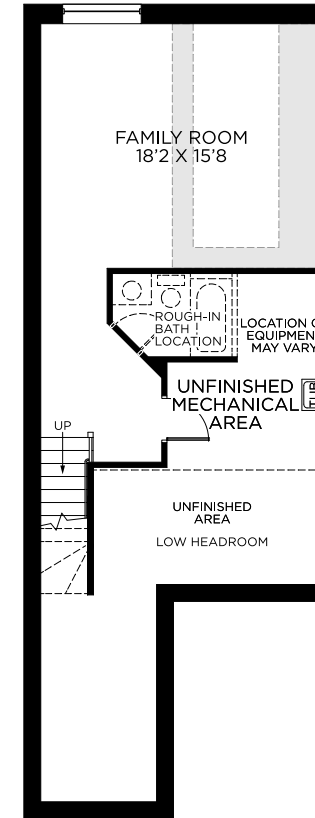 FAMILY ROOM
18'2 X 15'8
ROUGH-IN
BATH
LOCATION
LOCATION
EQUIPMEN
MAY VARY
UNFINISHED
MECHANICAL
AREA
UP
UNFINISHED
AREA
LOW HEADROOM